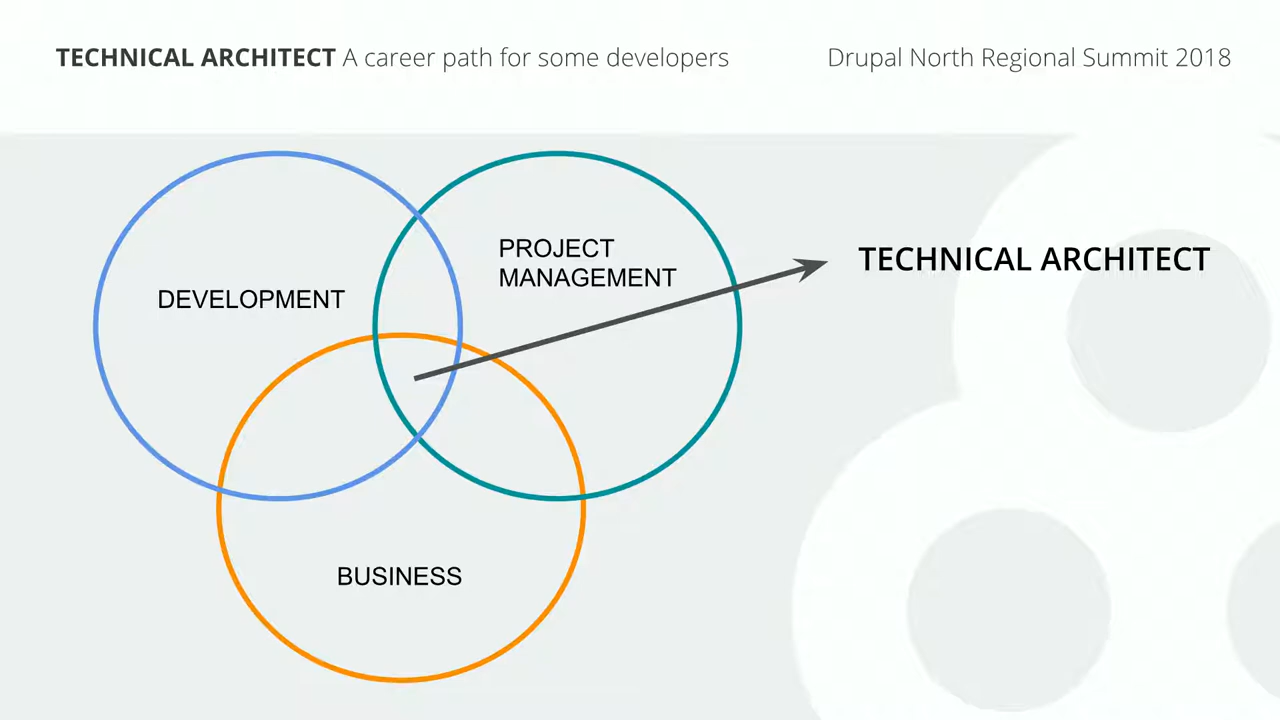 TECHNICAL ARCHITECT A career path for some developers
Drupal North Regional Summit 2018
PROJECT
MANAGEMENT
TECHNICAL ARCHITECT
DEVELOPMENT
BUSINESS